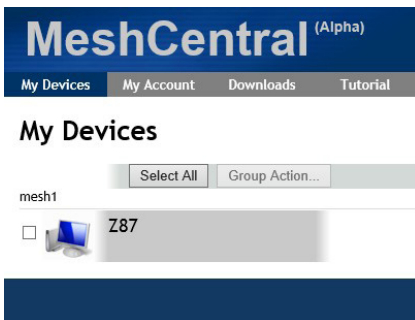 MeshCentral (Alpha)
My Devices My Account Downloads Tutorial
My Devices
Select All Group Action...
mesh1
Z87